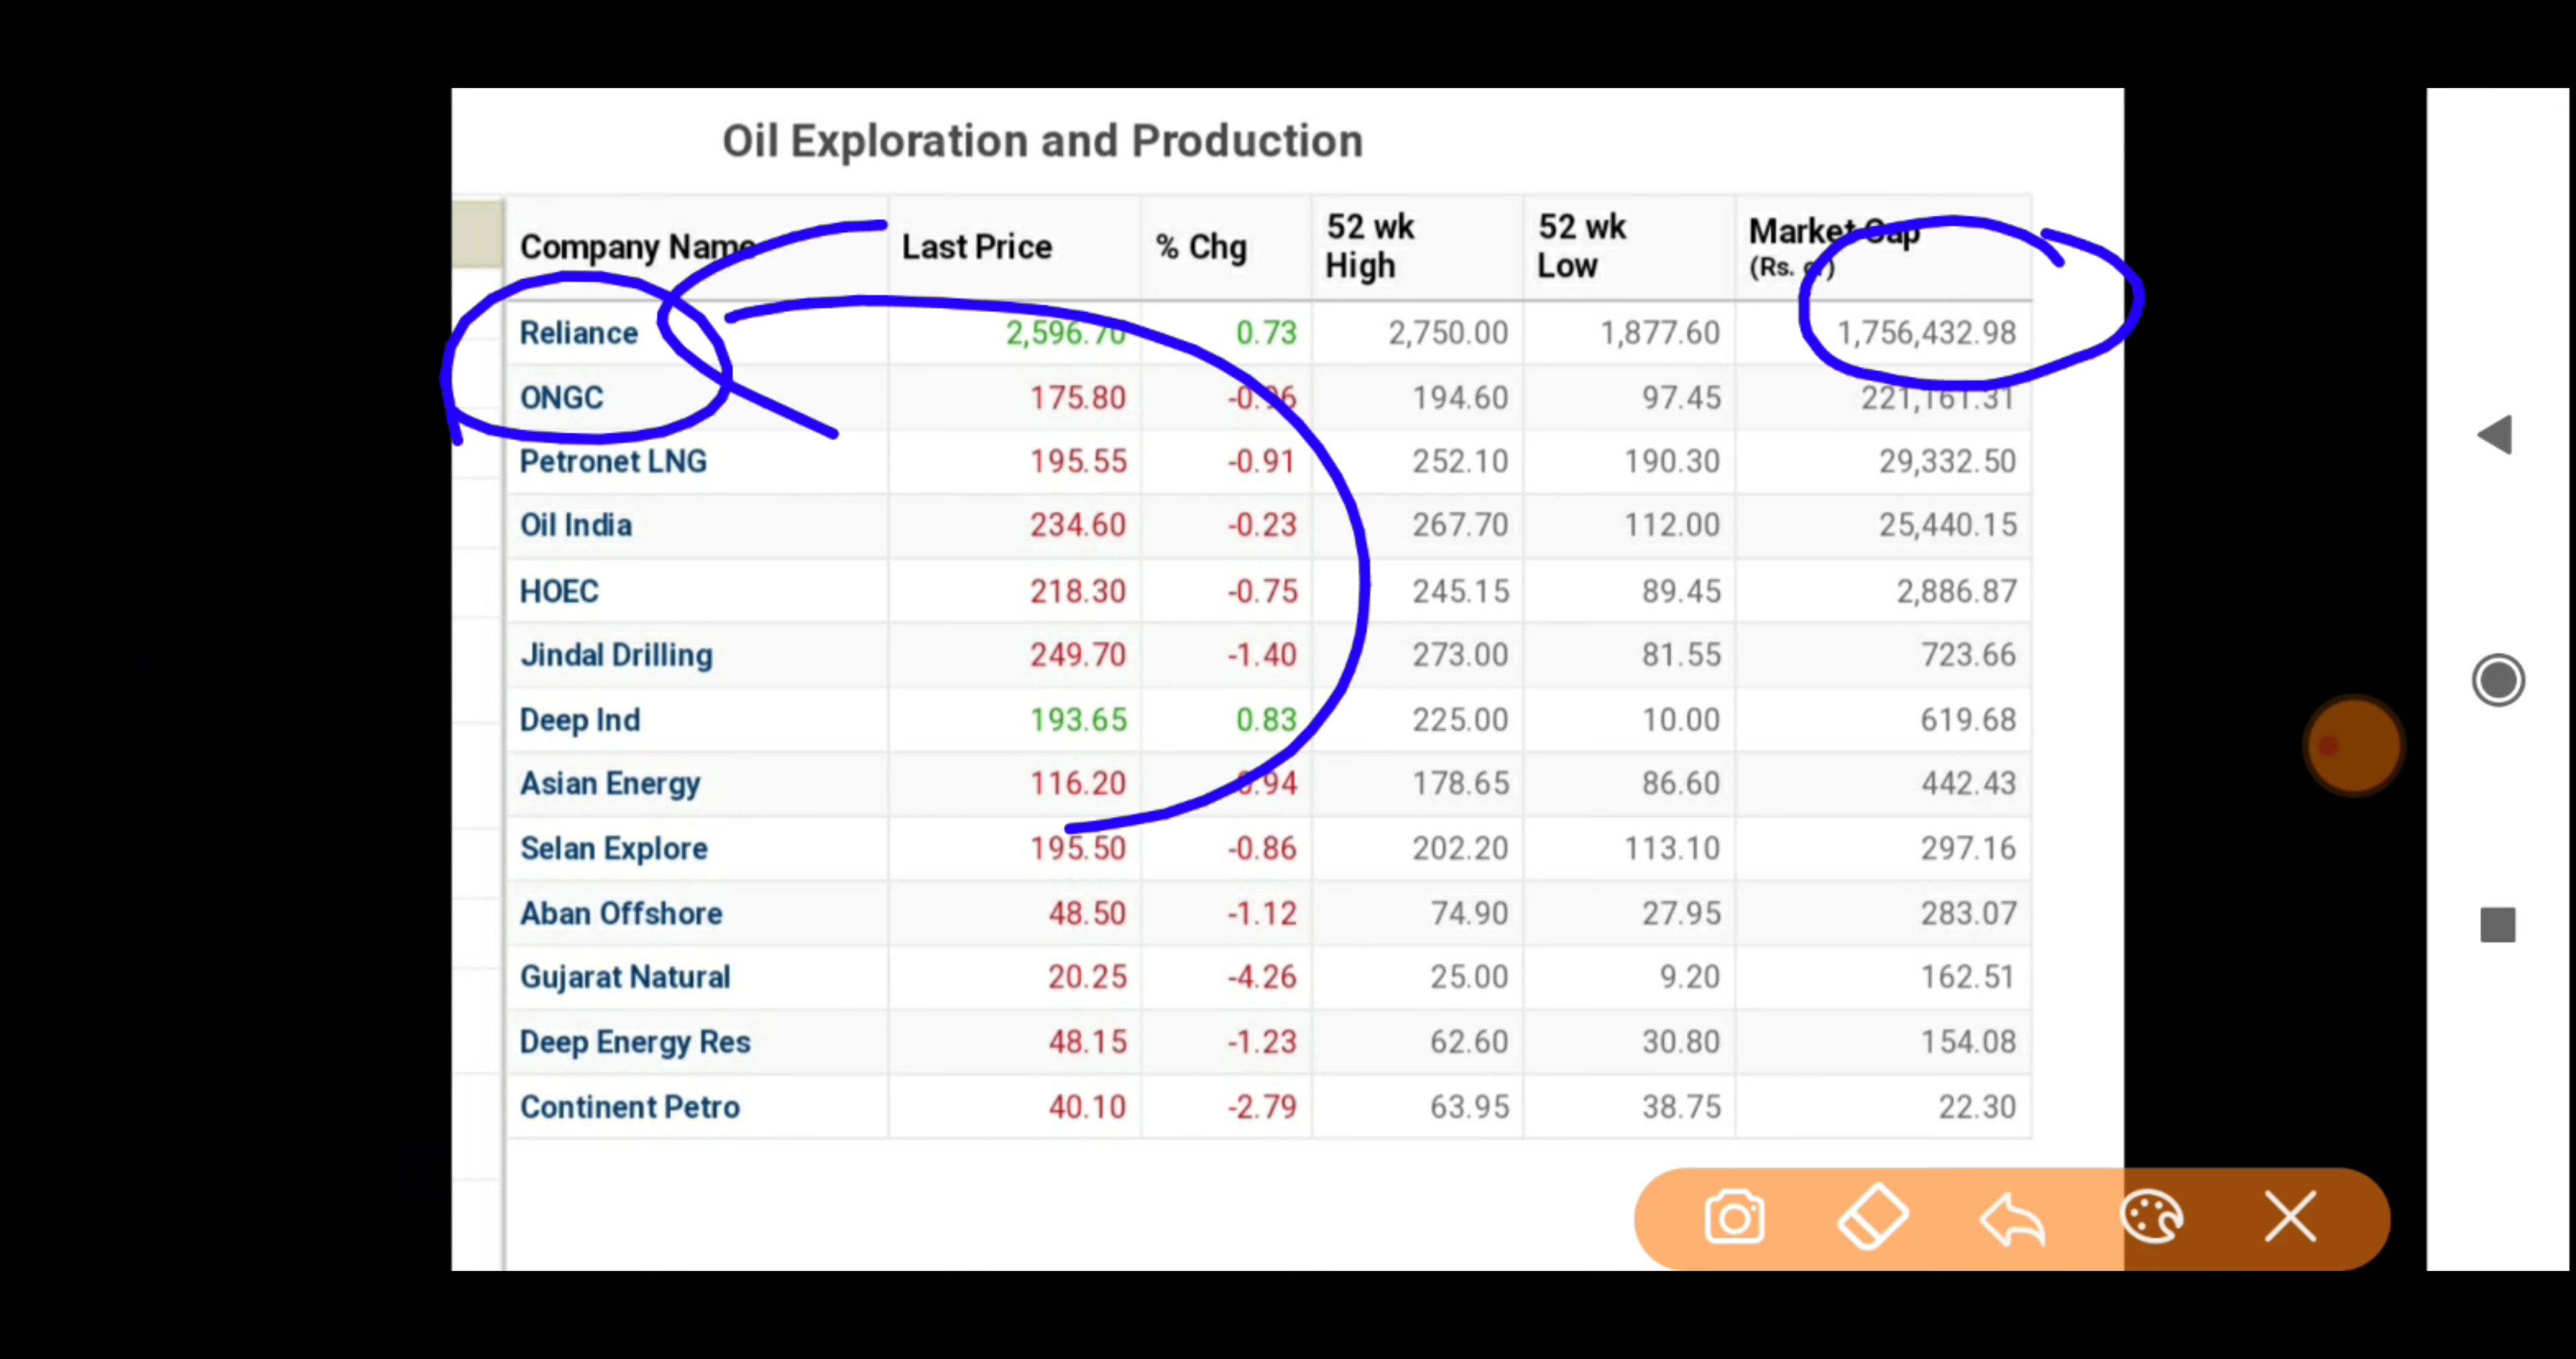 Oil Exploration and Production
Company Name Last Price % Chg 52 wk High 52 wk Low Market Cap (Rs. cr)
Reliance 2,596.70 0.73 2,750.00 1,877.60 1,756,432.98
ONGC 175.80 -0.96 194.60 97.45 221,161.31
Petronet LNG 195.55 -0.91 252.10 190.30 29,332.50
Oil India 234.60 -0.23 267.70 112.00 25,440.15
HOEC 218.30 -0.75 245.15 89.45 2,886.87
Jindal Drilling 249.70 -1.40 273.00 81.55 723.66
Deep Ind 193.65 0.83 225.00 10.00 619.68
Asian Energy 116.20 178.65 86.60 442.43
Selan Explore 195.50 -0.86 202.20 113.10 297.16
Aban Offshore 48.50 -1.12 74.90 27.95 283.07
Gujarat Natural 20.25 -4.26 25.00 9.20 162.51
Deep Energy Res 48.15 -1.23 62.60 30.80 154.08
Continent Petro 40.10 -2.79 63.95 38.75 22.30